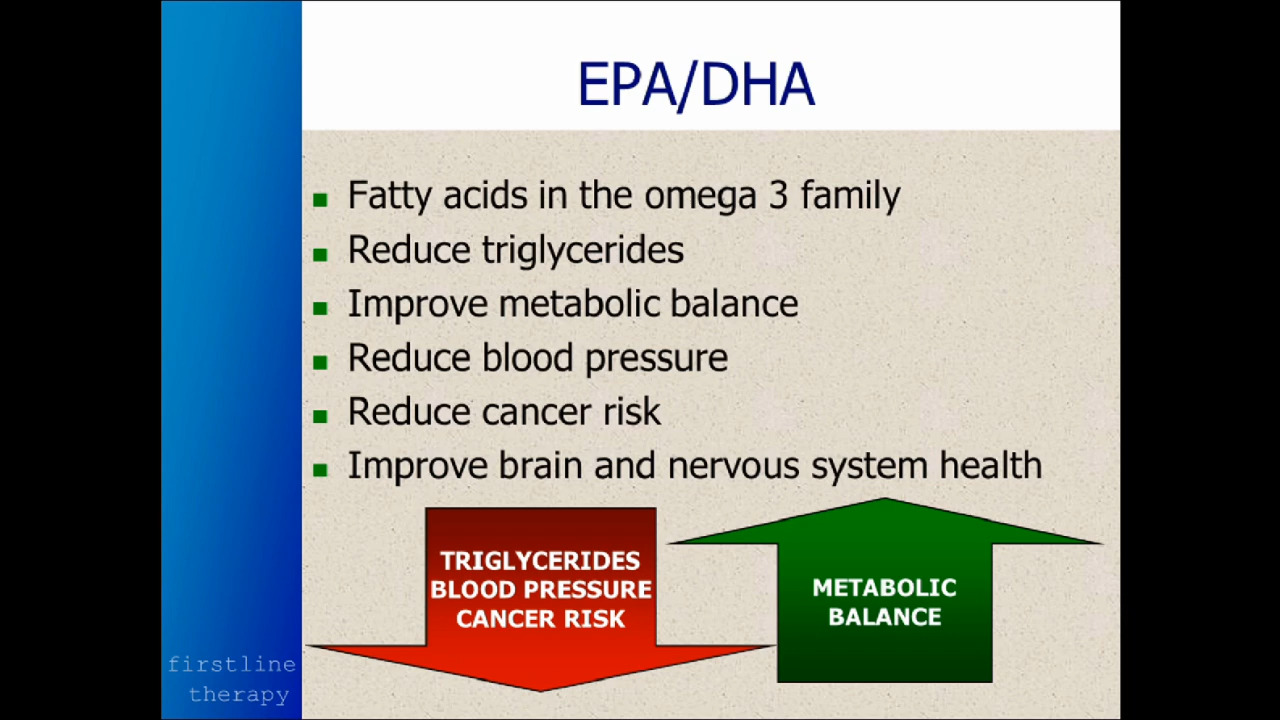 EPA/DHA
Fatty acids in the omega 3 family
Reduce triglycerides
Improve metabolic balance
Reduce blood pressure
Reduce cancer risk
Improve brain and nervous system health
TRIGLYCERIDES
BLOOD PRESSURE
CANCER RISK
METABOLIC
BALANCE
firstline
therapy